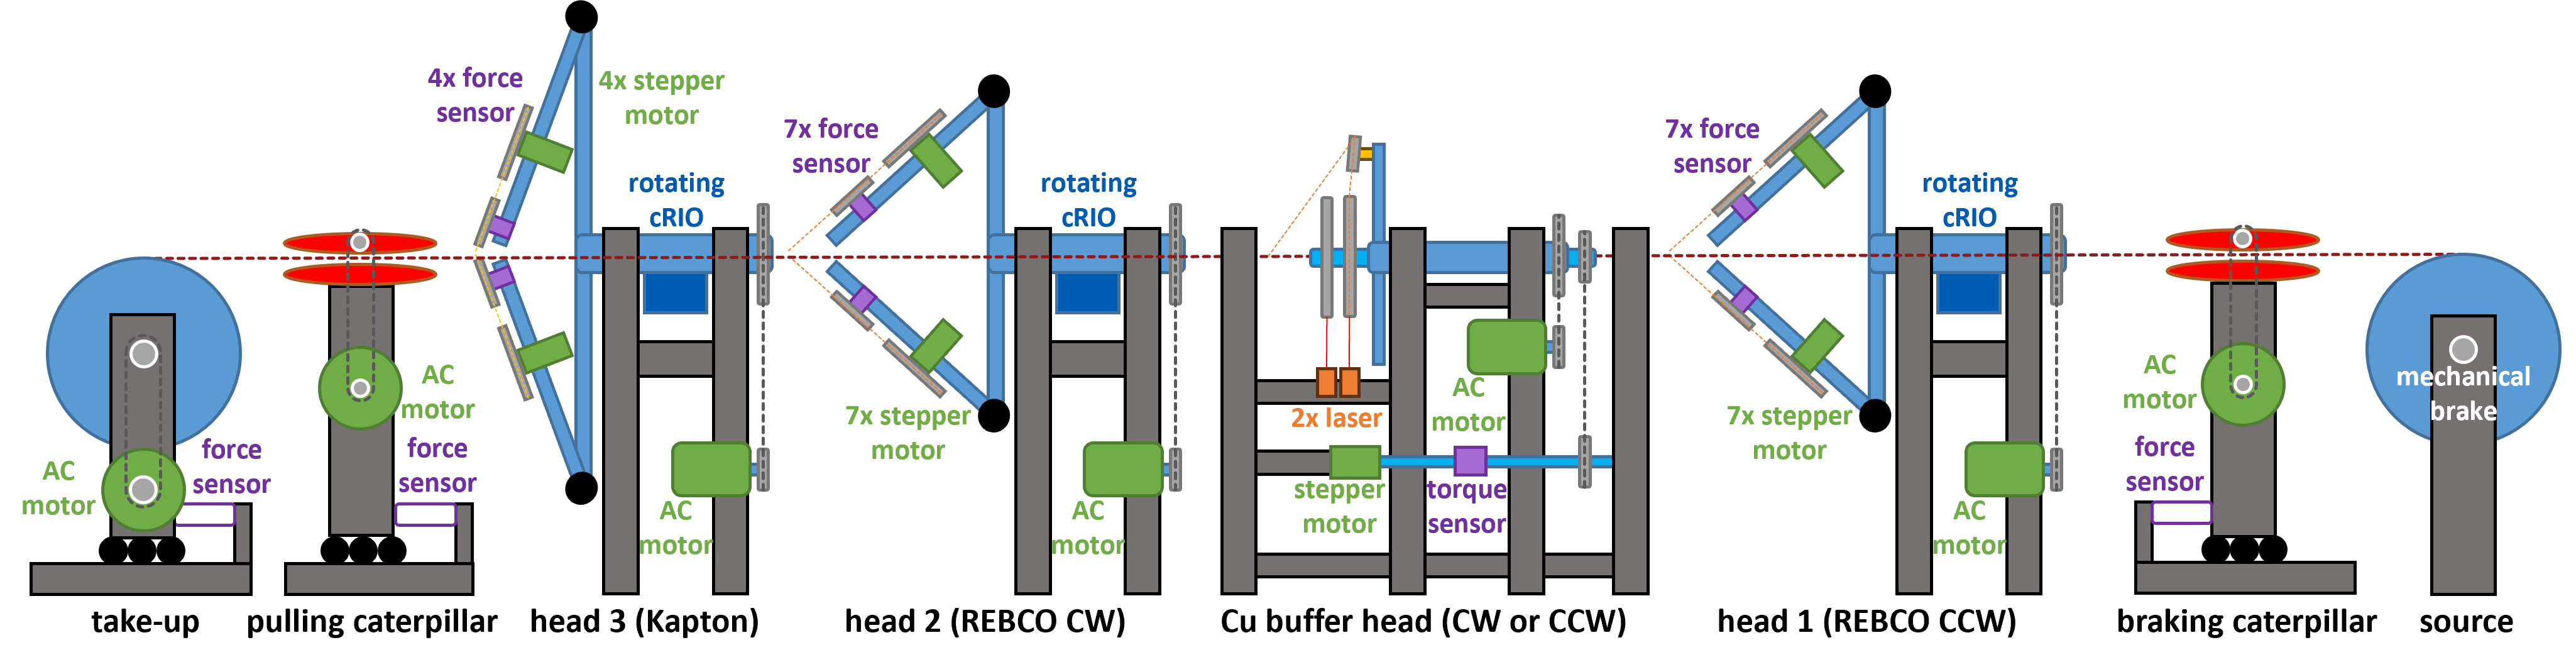 4x force
sensor
4x stepper
motor
7x force
sensor
7x force
sensor
rotating
cRIO
rotating
cRIO
rotating
cRIO
AC
motor
force
sensor
AC
motor
force
sensor
AC
motor
7x stepper
motor
AC
motor
2x laser
AC
motor
stepper
motor
torque
sensor
7x stepper
motor
AC
motor
AC
motor
force
sensor
mechanical
brake
take-up
pulling caterpillar
head 3 (Kapton)
head 2 (REBCO CW)
Cu buffer head (CW or CCW)
head 1 (REBCO CCW)
braking caterpillar
source